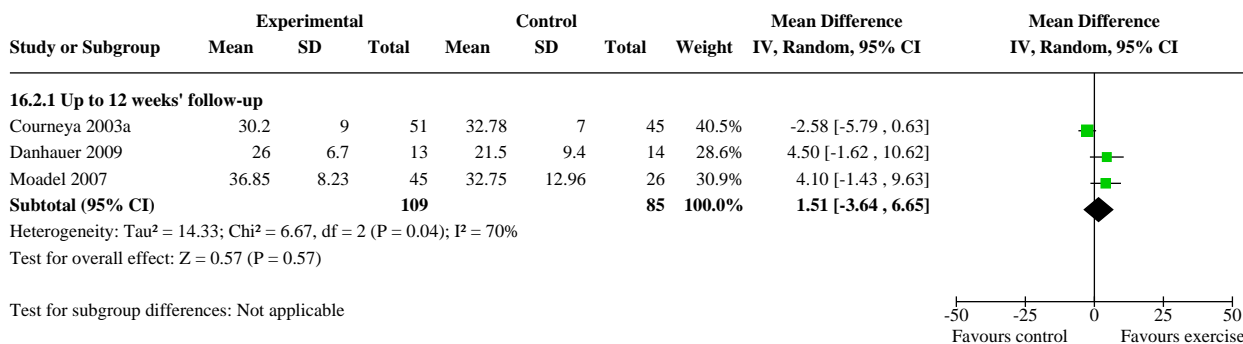 Experimental Control Mean Difference Mean Difference
Study or Subgroup Mean SD Total Mean SD Total Weight IV, Random, 95% CI IV, Random, 95% CI
16.2.1 Up to 12 weeks' follow-up
Courneya 2003a 30.2 9 51 32.78 7 45 40.5% -2.58 [-5.79 , 0.63]
Danhauer 2009 26 6.7 13 21.5 9.4 14 28.6% 4.50 [-1.62 , 10.62]
Moadel 2007 36.85 8.23 45 32.75 12.96 26 30.9% 4.10 [-1.43 , 9.63]
Subtotal (95% CI) 109 85 100.0% 1.51 [-3.64 , 6.65]
Heterogeneity: Tau² = 14.33; Chi² = 6.67, df = 2 (P = 0.04); I² = 70%
Test for overall effect: Z = 0.57 (P = 0.57)
Test for subgroup differences: Not applicable
-50 -25 0 25 50
Favours control Favours exercise